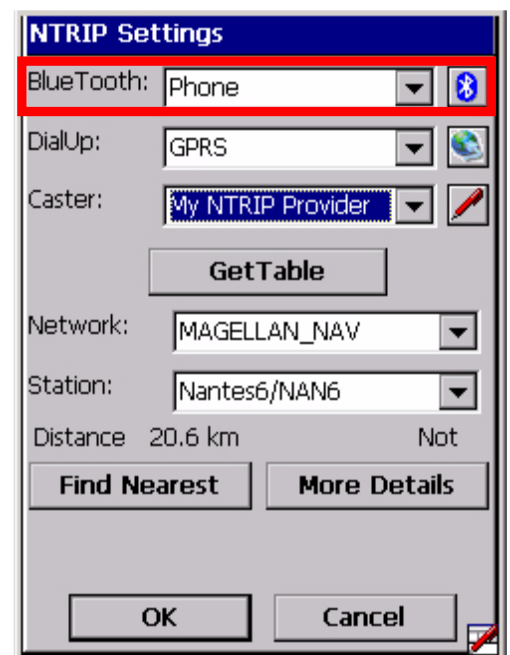 NTRIP Settings
BlueTooth: Phone
DialUp: GPRS
Caster: My NTRIP Provider
GetTable
Network: MAGELLAN_NAV
Station: Nantes6/NAN6
Distance 20.6 km Not
Find Nearest More Details
OK Cancel